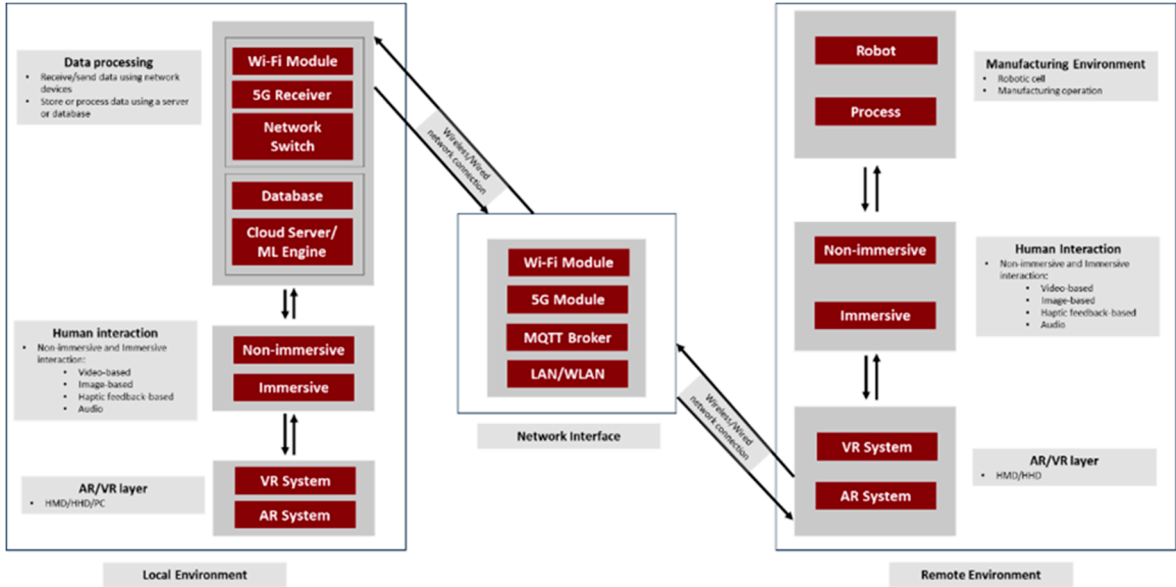 Data processing
• Receive/send data using network
devices
• Store or process data using a server
or database
Wi-Fi Module
5G Receiver
Network
Switch
Database
Cloud Server/
ML Engine
Human interaction
• Non-immersive and Immersive
interaction:
• Video-based
• Image-based
• Haptic feedback-based
• Audio
Non-immersive
Immersive
AR/VR layer
• HMD/HHD/PC
VR System
AR System
Local Environment
Wireless/Wired
network connection
Wi-Fi Module
5G Module
MQTT Broker
LAN/WLAN
Network Interface
Wireless/Wired
network connection
Robot
Process
Manufacturing Environment
• Robotic cell
• Manufacturing operation
Non-immersive
Immersive
Human Interaction
• Non-immersive and Immersive
interaction:
• Video-based
• Image-based
• Haptic feedback-based
• Audio
VR System
AR System
AR/VR layer
• HMD/HHD
Remote Environment